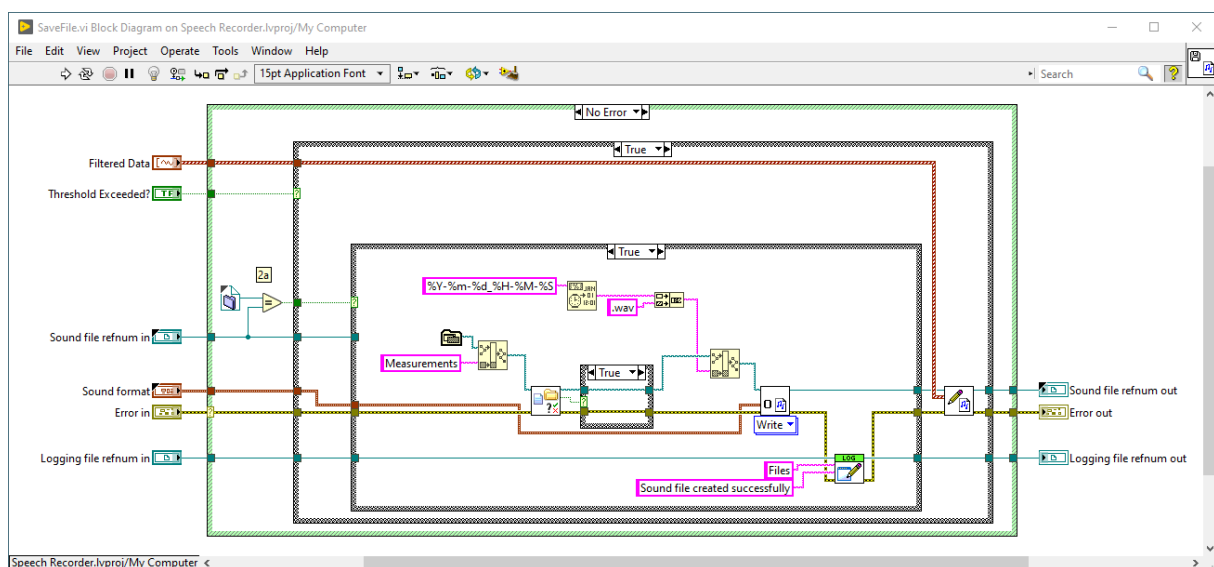 SaveFile.vi Block Diagram on Speech Recorder.lvproj/My Computer
File Edit View Project Operate Tools Window Help
15pt Application Font
Search
No Error
True
Filtered Data
Threshold Exceeded?
TF
True
2a
%Y-%m-%d_%H-%M-%S
.wav
Sound file refnum in
Measurements
True
Sound format
Sound file refnum out
Error in
Error out
Write
Logging file refnum in
LOG
Logging file refnum out
Files
Sound file created successfully
Speech Recorder.lvproj/My Computer